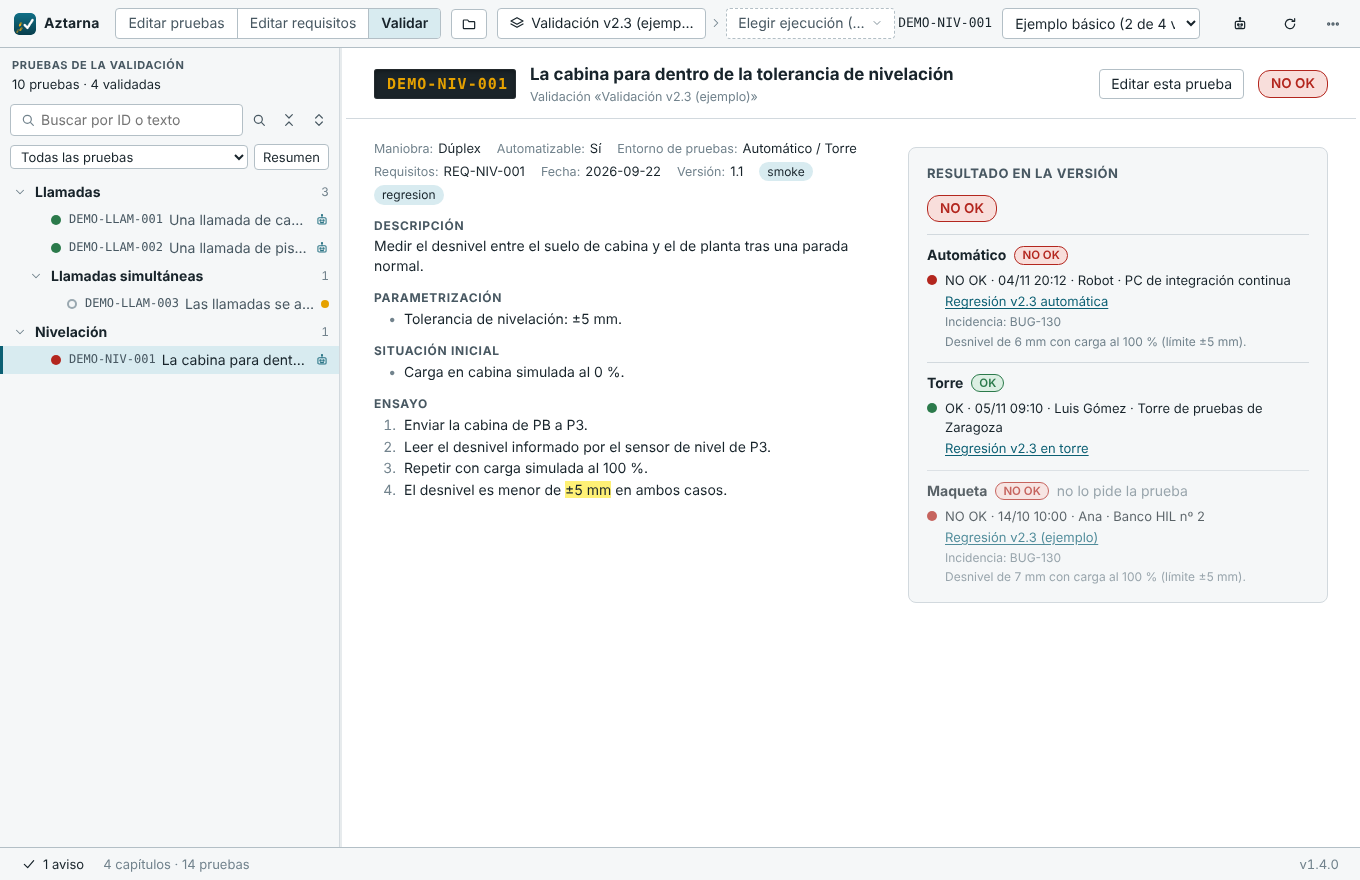 Aztarna
Editar pruebas
Editar requisitos
Validar
Validación v2.3 (ejemp...
Elegir ejecución (...
DEMO-NIV-001
Ejemplo básico (2 de 4 v
PRUEBAS DE LA VALIDACIÓN
10 pruebas · 4 validadas
Buscar por ID o texto
Todas las pruebas
Resumen
Llamadas 3
DEMO-LLAM-001 Una llamada de ca...
DEMO-LLAM-002 Una llamada de pis...
Llamadas simultáneas 1
DEMO-LLAM-003 Las llamadas se a...
Nivelación 1
DEMO-NIV-001 La cabina para dent...
DEMO-NIV-001
La cabina para dentro de la tolerancia de nivelación
Validación «Validación v2.3 (ejemplo)»
Editar esta prueba
NO OK
Maniobra: Dúplex Automatizable: Sí Entorno de pruebas: Automático / Torre
Requisitos: REQ-NIV-001 Fecha: 2026-09-22 Versión: 1.1 smoke
regresion
DESCRIPCIÓN
Medir el desnivel entre el suelo de cabina y el de planta tras una parada
normal.
PARAMETRIZACIÓN
• Tolerancia de nivelación: ±5 mm.
SITUACIÓN INICIAL
• Carga en cabina simulada al 0 %.
ENSAYO
1. Enviar la cabina de PB a P3.
2. Leer el desnivel informado por el sensor de nivel de P3.
3. Repetir con carga simulada al 100 %.
4. El desnivel es menor de ±5 mm en ambos casos.
RESULTADO EN LA VERSIÓN
NO OK
Automático NO OK
NO OK · 04/11 20:12 · Robot · PC de integración continua
Regresión v2.3 automática
Incidencia: BUG-130
Desnivel de 6 mm con carga al 100 % (límite ±5 mm).
Torre OK
OK · 05/11 09:10 · Luis Gómez · Torre de pruebas de
Zaragoza
Regresión v2.3 en torre
Maqueta NO OK no lo pide la prueba
NO OK · 14/10 10:00 · Ana · Banco HIL nº 2
Regresión v2.3 (ejemplo)
Incidencia: BUG-130
Desnivel de 7 mm con carga al 100 % (límite ±5 mm).
1 aviso
4 capítulos · 14 pruebas
v1.4.0